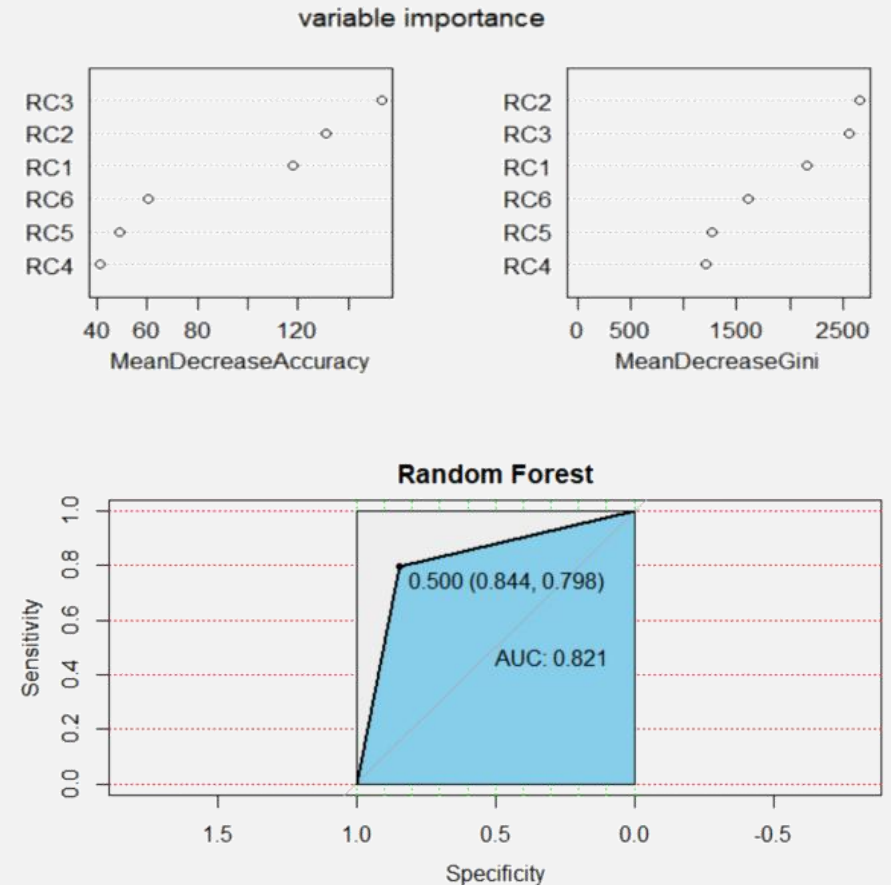 variable importance
RC3
RC2
RC1
RC6
RC5
RC4
40 60 80 120
MeanDecreaseAccuracy
RC2
RC3
RC1
RC6
RC5
RC4
0 500 1500 2500
MeanDecreaseGini
Random Forest
Sensitivity
1.0
0.8
0.6
0.4
0.2
0.0
0.500 (0.844, 0.798)
AUC: 0.821
1.5 1.0 0.5 0.0 -0.5
Specificity